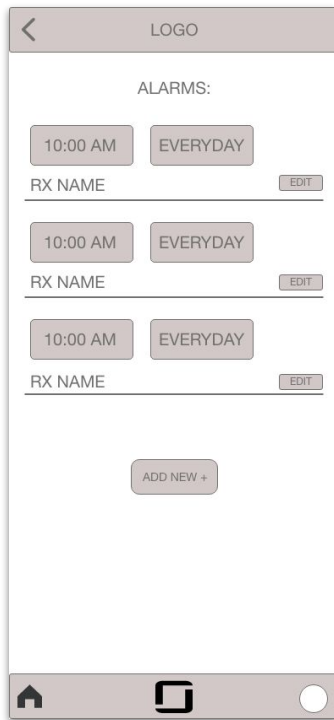 LOGO
ALARMS:
10:00 AM EVERYDAY
RX NAME EDIT
10:00 AM EVERYDAY
RX NAME EDIT
10:00 AM EVERYDAY
RX NAME EDIT
ADD NEW +